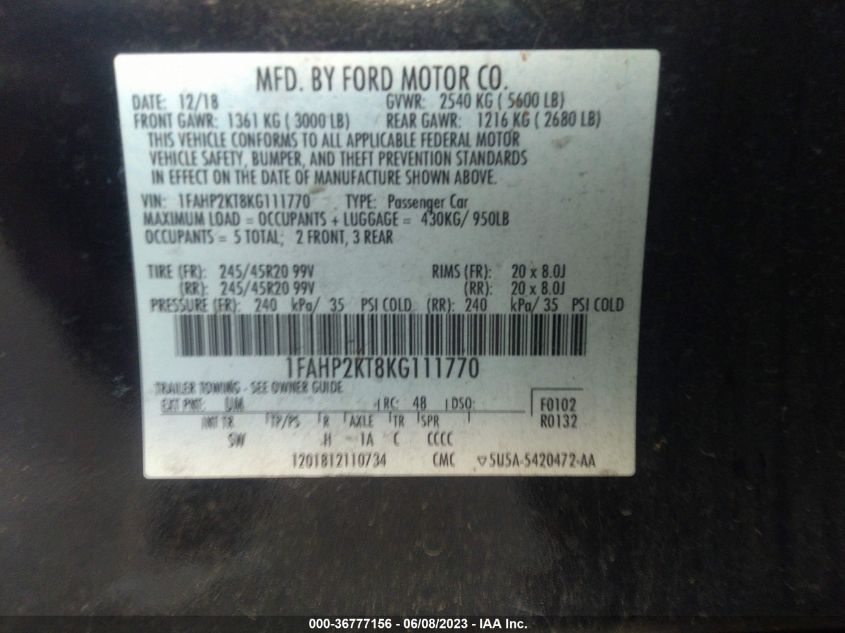 MFD. BY FORD MOTOR CO.
DATE: 12/18 GVWR: 2540 KG ( 5600 LB)
FRONT GAWR: 1361 KG ( 3000 LB) REAR GAWR: 1216 KG ( 2680 LB)
THIS VEHICLE CONFORMS TO ALL APPLICABLE FEDERAL MOTOR
VEHICLE SAFETY, BUMPER, AND THEFT PREVENTION STANDARDS
IN EFFECT ON THE DATE OF MANUFACTURE SHOWN ABOVE.
VIN: 1FAHP2KT8KG111770 TYPE: Passenger Car
MAXIMUM LOAD = OCCUPANTS + LUGGAGE = 430KG/ 950LB
OCCUPANTS = 5 TOTAL; 2 FRONT, 3 REAR
TIRE (FR): 245/45R20 99V RIMS (FR): 20 x 8.0J
(RR): 245/45R20 99V (RR): 20 x 8.0J
PRESSURE (FR): 240 kPa/ 35 PSI COLD (RR): 240 kPa/ 35 PSI COLD
1FAHP2KT8KG111770
TRAILER TOWING - SEE OWNER GUIDE
EXT PNT: UM RC: 48 DSO: F0102
INT TR TP/PS R AXLE TR SPR R0132
SW H 1A C CCCC
1201812110734 CMC ▽5U5A-5420472-AA
000-36777156 - 06/08/2023 - IAA Inc.